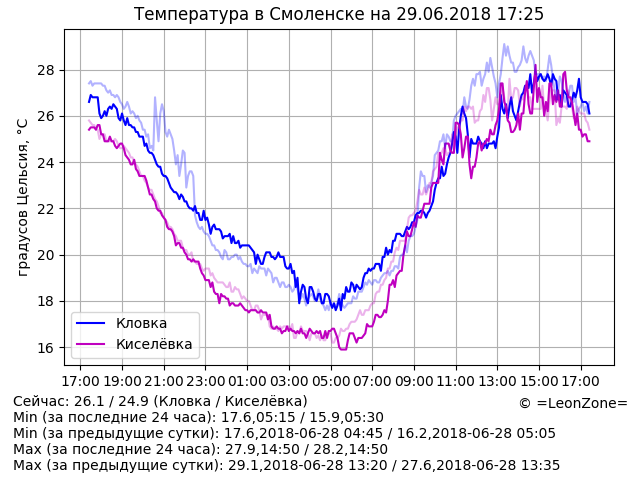 Температура в Смоленске на 29.06.2018 17:25
градусов Цельсия, °C
28
26
24
22
20
18
16
Кловка
Киселёвка
17:00 19:00 21:00 23:00 01:00 03:00 05:00 07:00 09:00 11:00 13:00 15:00 17:00
Сейчас: 26.1 / 24.9 (Кловка / Киселёвка)
© =LeonZone=
Min (за последние 24 часа): 17.6,05:15 / 15.9,05:30
Min (за предыдущие сутки): 17.6,2018-06-28 04:45 / 16.2,2018-06-28 05:05
Max (за последние 24 часа): 27.9,14:50 / 28.2,14:50
Max (за предыдущие сутки): 29.1,2018-06-28 13:20 / 27.6,2018-06-28 13:35